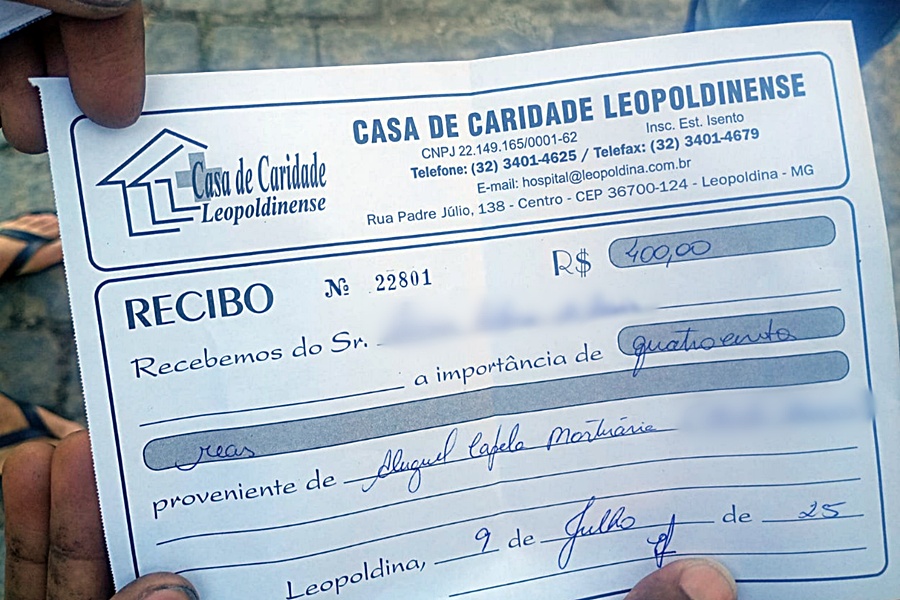 Casa de Caridade
Leopoldinense
CASA DE CARIDADE LEOPOLDINENSE
CNPJ 22.149.165/0001-62 Insc. Est. Isento
Telefone: (32) 3401-4625 / Telefax: (32) 3401-4679
E-mail: hospital@leopoldina.com.br
Rua Padre Júlio, 138 - Centro - CEP 36700-124 - Leopoldina - MG
RECIBO Nº 22801 R$ 400,00
Recebemos do Sr.
a importância de quatrocentos
reas
proveniente de Aluguel Capela Mortuária
Leopoldina, 9 de Julho de 25